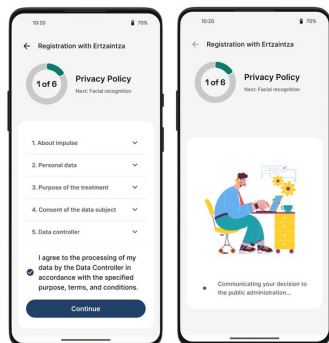 10:20
70%
Registration with Ertzaintza
1 of 6
Privacy Policy
Next: Facial recognition
1. About impulse
2. Personal data
3. Purpose of the treatment
4. Consent of the data subject
5. Data controller
I agree to the processing of my
data by the Data Controller in
accordance with the specified
purpose, terms, and conditions.
Continue
10:20
70%
Registration with Ertzaintza
1 of 6
Privacy Policy
Next: Facial recognition
Communicating your decision to
the public administration...